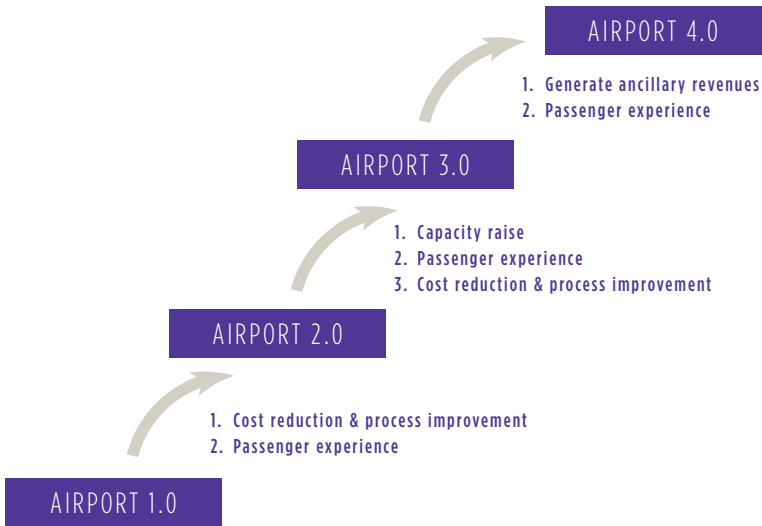 AIRPORT 4.0
1. Generate ancillary revenues
2. Passenger experience
AIRPORT 3.0
1. Capacity raise
2. Passenger experience
3. Cost reduction & process improvement
AIRPORT 2.0
1. Cost reduction & process improvement
2. Passenger experience
AIRPORT 1.0